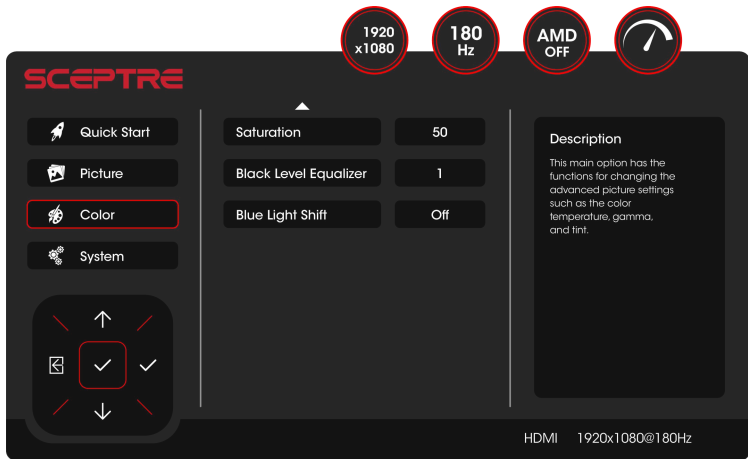 1920
x1080
180
Hz
AMD
OFF
SCEPTRE
Quick Start
Picture
Color
System
Saturation 50
Black Level Equalizer 1
Blue Light Shift Off
Description
This main option has the
functions for changing the
advanced picture settings
such as the color
temperature, gamma,
and tint.
HDMI 1920x1080@180Hz